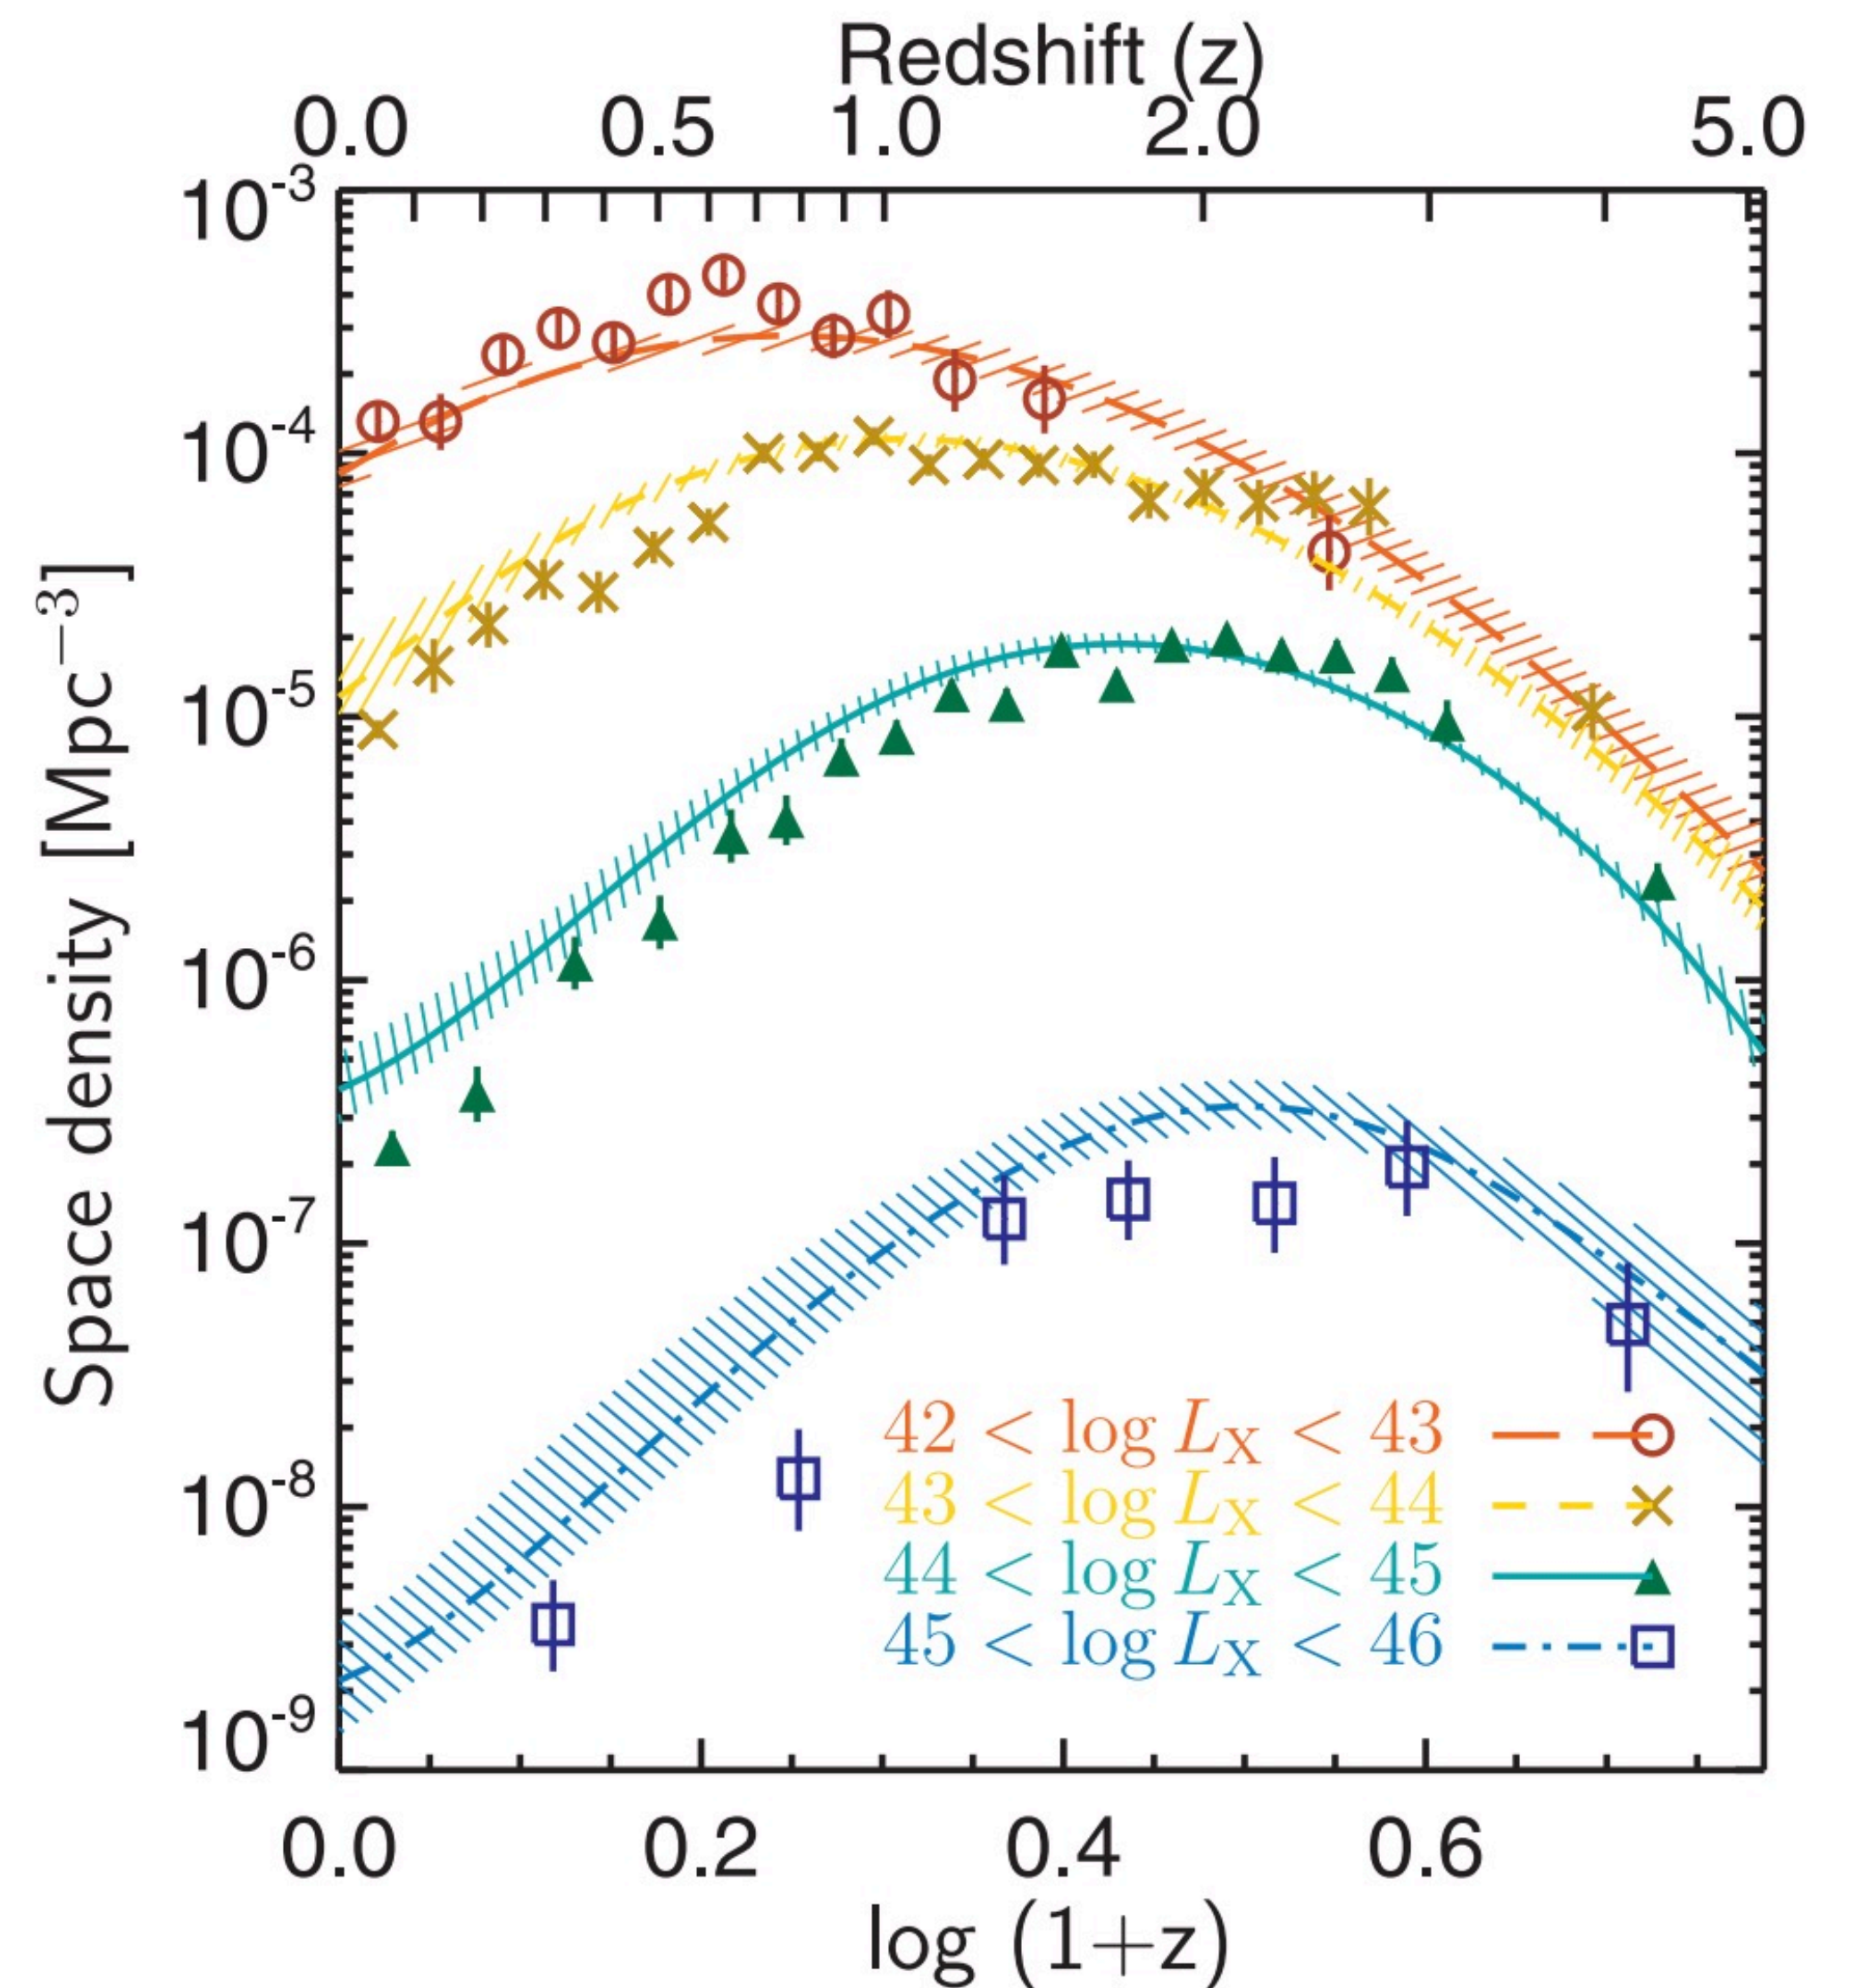 Redshift (z)
0.0 0.5 1.0 2.0 5.0
10⁻³
10⁻⁴
10⁻⁵
10⁻⁶
10⁻⁷
10⁻⁸
10⁻⁹
Space density [Mpc⁻³]
42 < log L_X < 43
43 < log L_X < 44
44 < log L_X < 45
45 < log L_X < 46
0.0 0.2 0.4 0.6
log (1+z)